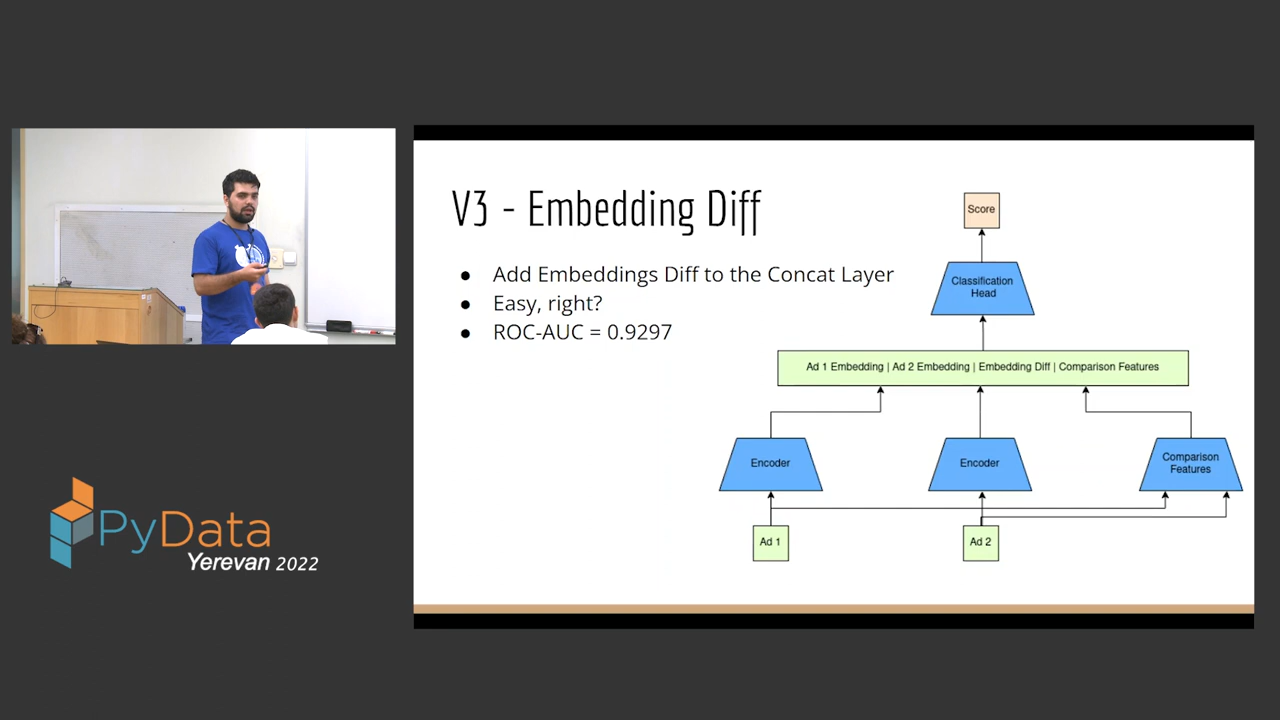 V3 - Embedding Diff
● Add Embeddings Diff to the Concat Layer
● Easy, right?
● ROC-AUC = 0.9297
Score
Classification
Head
Ad 1 Embedding | Ad 2 Embedding | Embedding Diff | Comparison Features
Encoder
Encoder
Comparison
Features
Ad 1
Ad 2
PyData
Yerevan 2022